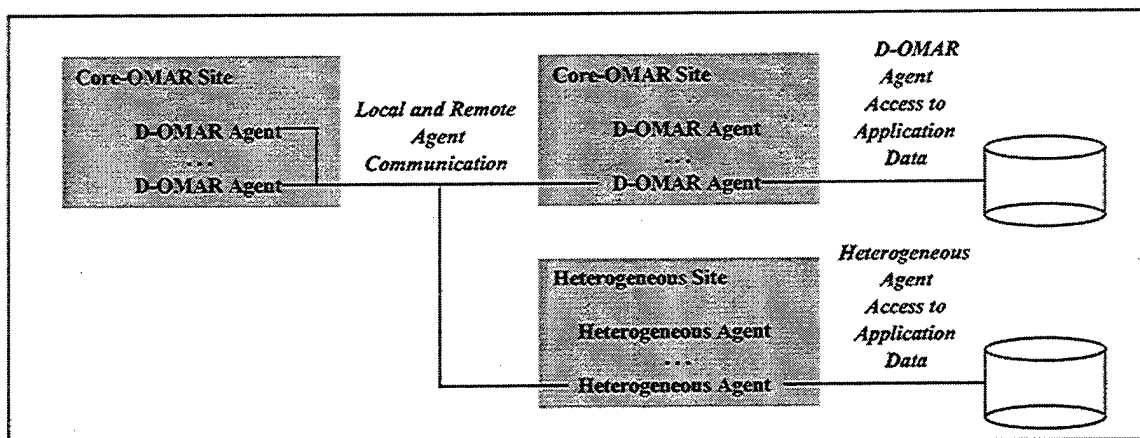 Core-OMAR Site
D-OMAR Agent
...
D-OMAR Agent
Local and Remote
Agent
Communication
Core-OMAR Site
D-OMAR Agent
...
D-OMAR Agent
D-OMAR
Agent
Access to
Application
Data
Heterogeneous Site
Heterogeneous Agent
...
Heterogeneous Agent
Heterogeneous
Agent
Access to
Application
Data